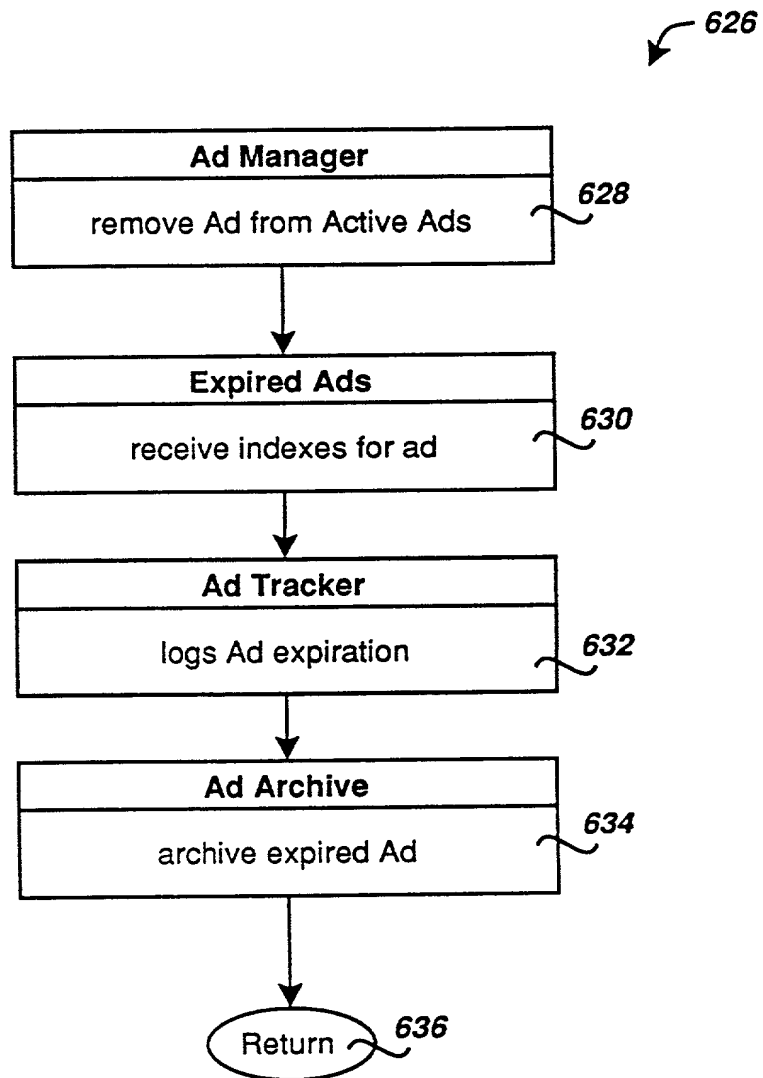 626
Ad Manager
remove Ad from Active Ads
628
Expired Ads
receive indexes for ad
630
Ad Tracker
logs Ad expiration
632
Ad Archive
archive expired Ad
634
Return
636